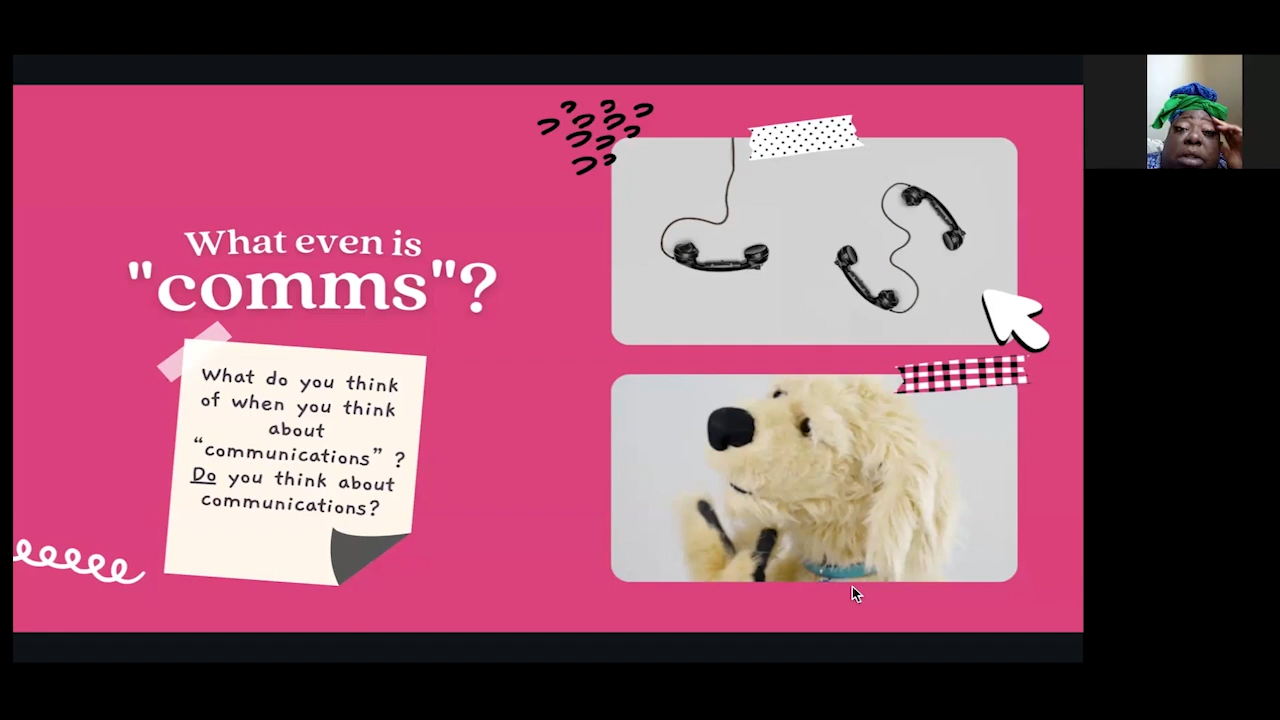 What even is
"comms"?
What do you think
of when you think
about
“communications” ?
Do you think about
communications?